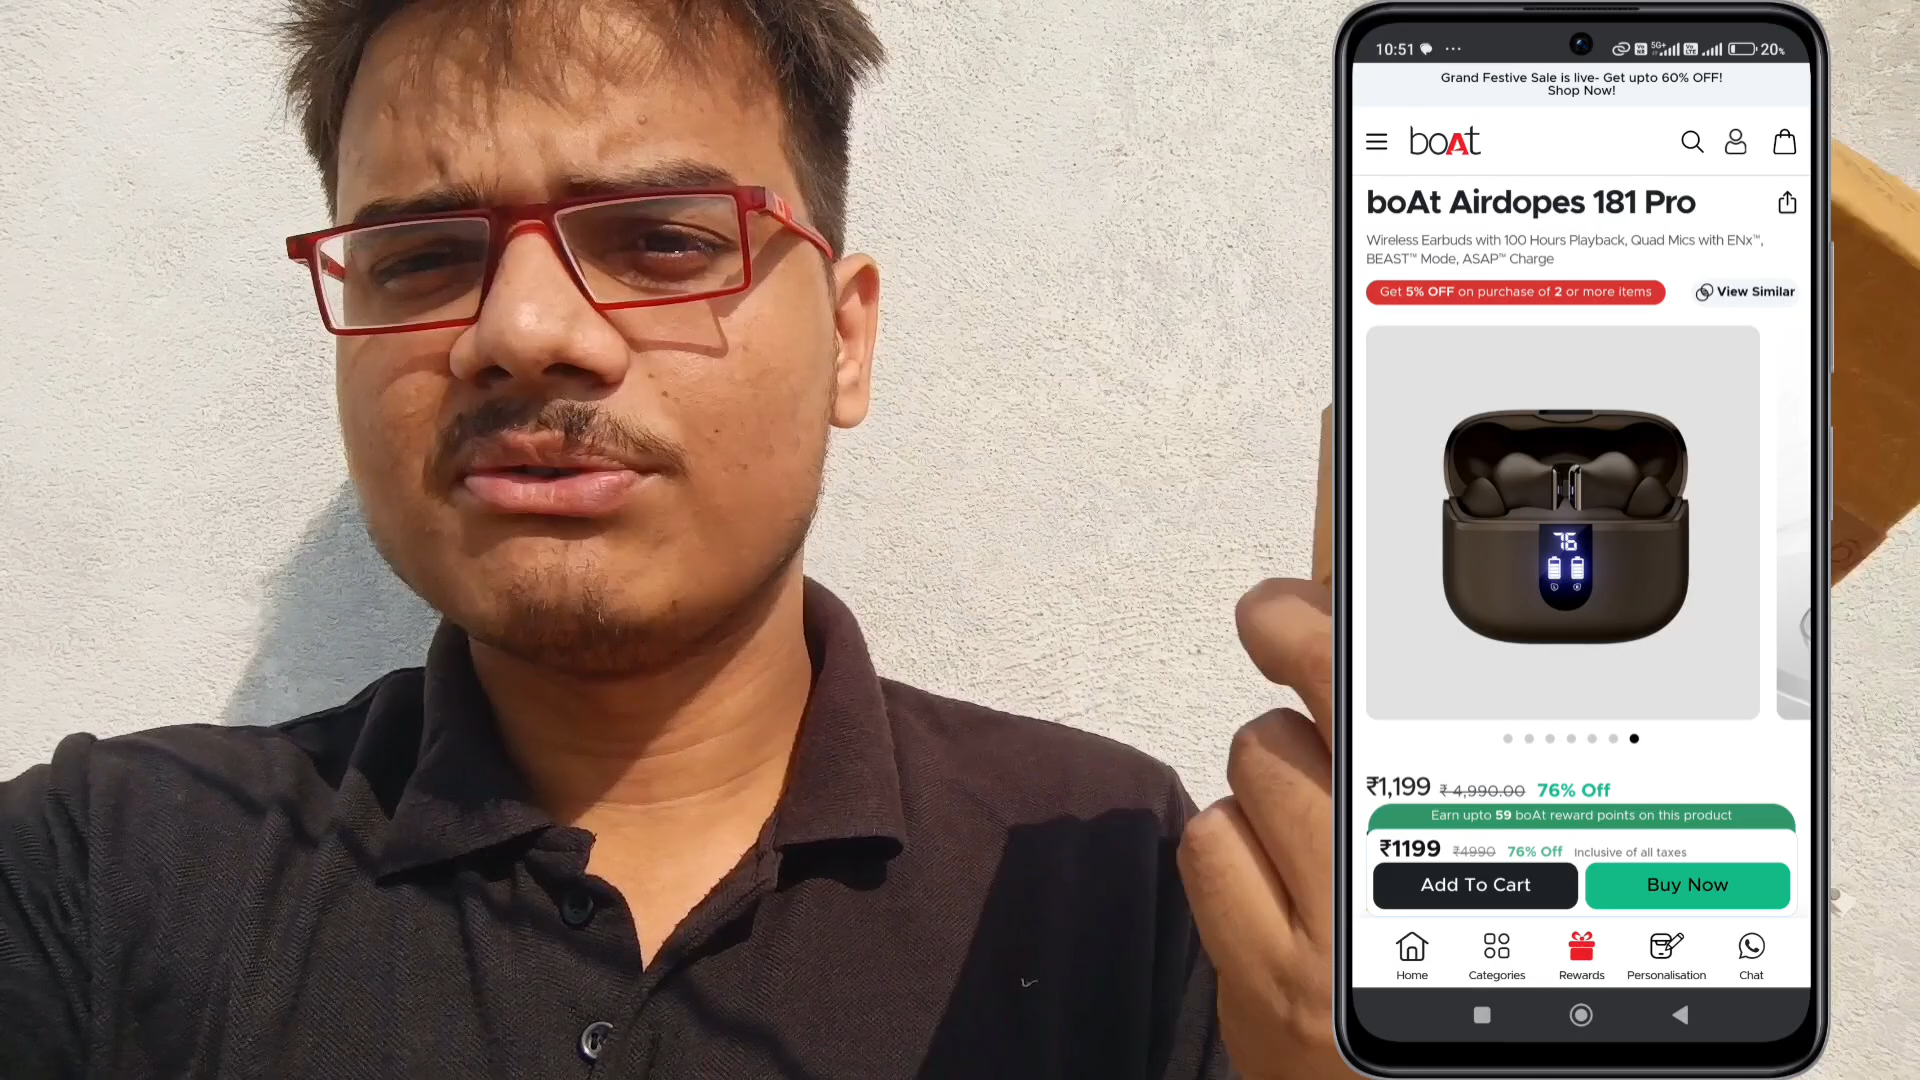 10:51 ... 5G+ 20%
Grand Festive Sale is live- Get upto 60% OFF!
Shop Now!
boAt
boAt Airdopes 181 Pro
Wireless Earbuds with 100 Hours Playback, Quad Mics with ENx™,
BEAST™ Mode, ASAP™ Charge
Get 5% OFF on purchase of 2 or more items
View Similar
76
₹1,199 ₹ 4,990.00 76% Off
Earn upto 59 boAt reward points on this product
₹1199 ₹4990 76% Off Inclusive of all taxes
Add To Cart
Buy Now
Home
Categories
Rewards
Personalisation
Chat